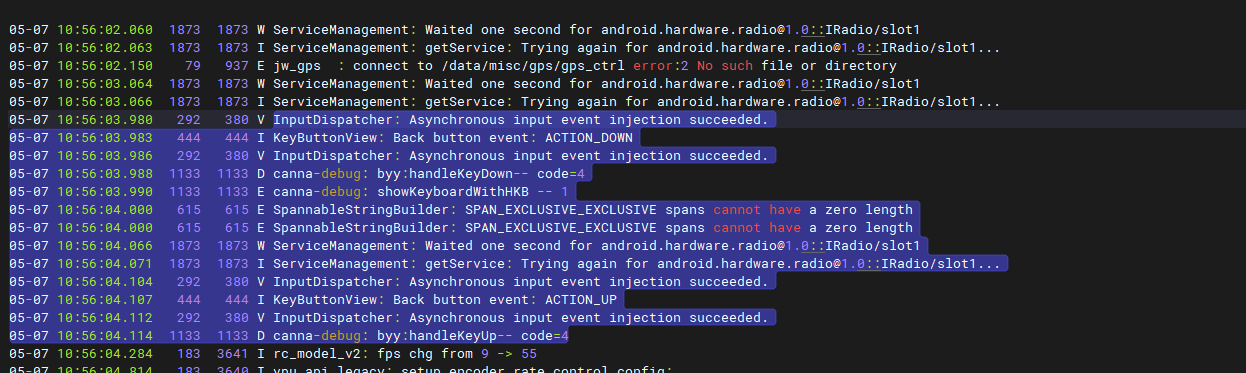 05-07 10:56:02.060  1873  1873 W ServiceManagement: Waited one second for android.hardware.radio@1.0::IRadio/slot1
05-07 10:56:02.063  1873  1873 I ServiceManagement: getService: Trying again for android.hardware.radio@1.0::IRadio/slot1...
05-07 10:56:02.150    79   937 E jw_gps  : connect to /data/misc/gps/gps_ctrl error:2 No such file or directory
05-07 10:56:03.064  1873  1873 W ServiceManagement: Waited one second for android.hardware.radio@1.0::IRadio/slot1
05-07 10:56:03.066  1873  1873 I ServiceManagement: getService: Trying again for android.hardware.radio@1.0::IRadio/slot1...
05-07 10:56:03.980   292   380 V InputDispatcher: Asynchronous input event injection succeeded.
05-07 10:56:03.983   444   444 I KeyButtonView: Back button event: ACTION_DOWN
05-07 10:56:03.986   292   380 V InputDispatcher: Asynchronous input event injection succeeded.
05-07 10:56:03.988  1133  1133 D canna-debug: byy:handleKeyDown-- code=4
05-07 10:56:03.990  1133  1133 E canna-debug: showKeyboardWithHKB -- 1
05-07 10:56:04.000   615   615 E SpannableStringBuilder: SPAN_EXCLUSIVE_EXCLUSIVE spans cannot have a zero length
05-07 10:56:04.000   615   615 E SpannableStringBuilder: SPAN_EXCLUSIVE_EXCLUSIVE spans cannot have a zero length
05-07 10:56:04.066  1873  1873 W ServiceManagement: Waited one second for android.hardware.radio@1.0::IRadio/slot1
05-07 10:56:04.071  1873  1873 I ServiceManagement: getService: Trying again for android.hardware.radio@1.0::IRadio/slot1...
05-07 10:56:04.104   292   380 V InputDispatcher: Asynchronous input event injection succeeded.
05-07 10:56:04.107   444   444 I KeyButtonView: Back button event: ACTION_UP
05-07 10:56:04.112   292   380 V InputDispatcher: Asynchronous input event injection succeeded.
05-07 10:56:04.114  1133  1133 D canna-debug: byy:handleKeyUp-- code=4
05-07 10:56:04.284   183  3641 I rc_model_v2: fps chg from 9 -> 55
05-07 10:56:04.814   183  3640 I vpu_api_legacy: setup encoder rate control config: